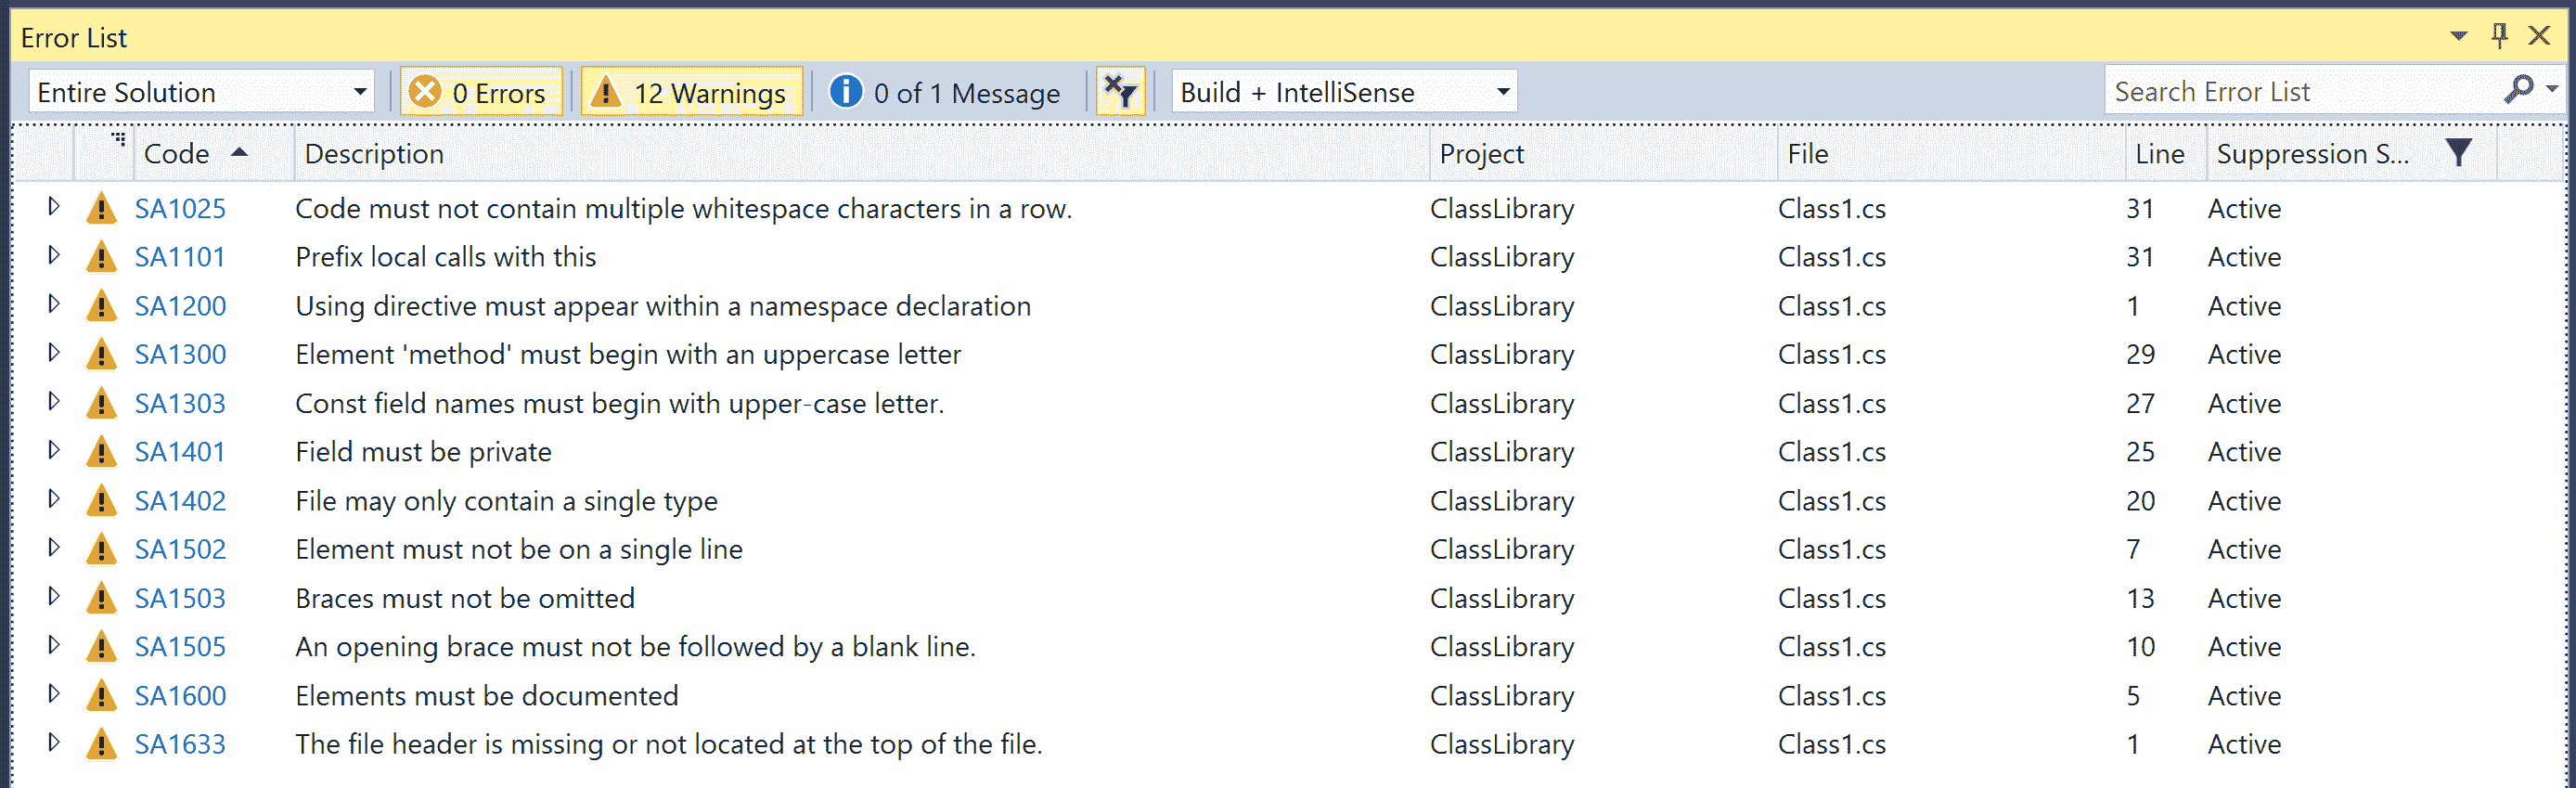 Error List
Entire Solution 0 Errors 12 Warnings 0 of 1 Message Build + IntelliSense Search Error List
Code Description Project File Line Suppression S...
SA1025 Code must not contain multiple whitespace characters in a row. ClassLibrary Class1.cs 31 Active
SA1101 Prefix local calls with this ClassLibrary Class1.cs 31 Active
SA1200 Using directive must appear within a namespace declaration ClassLibrary Class1.cs 1 Active
SA1300 Element 'method' must begin with an uppercase letter ClassLibrary Class1.cs 29 Active
SA1303 Const field names must begin with upper-case letter. ClassLibrary Class1.cs 27 Active
SA1401 Field must be private ClassLibrary Class1.cs 25 Active
SA1402 File may only contain a single type ClassLibrary Class1.cs 20 Active
SA1502 Element must not be on a single line ClassLibrary Class1.cs 7 Active
SA1503 Braces must not be omitted ClassLibrary Class1.cs 13 Active
SA1505 An opening brace must not be followed by a blank line. ClassLibrary Class1.cs 10 Active
SA1600 Elements must be documented ClassLibrary Class1.cs 5 Active
SA1633 The file header is missing or not located at the top of the file. ClassLibrary Class1.cs 1 Active